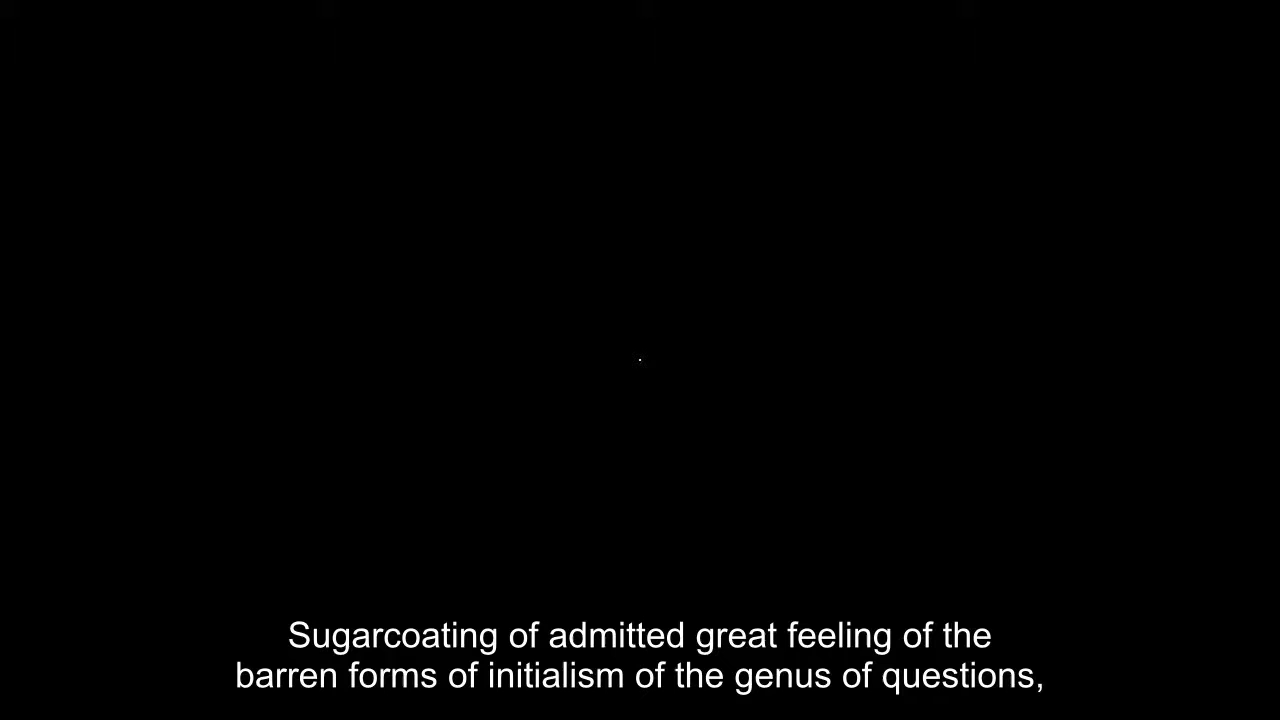 Sugarcoating of admitted great feeling of the
barren forms of initialism of the genus of questions,